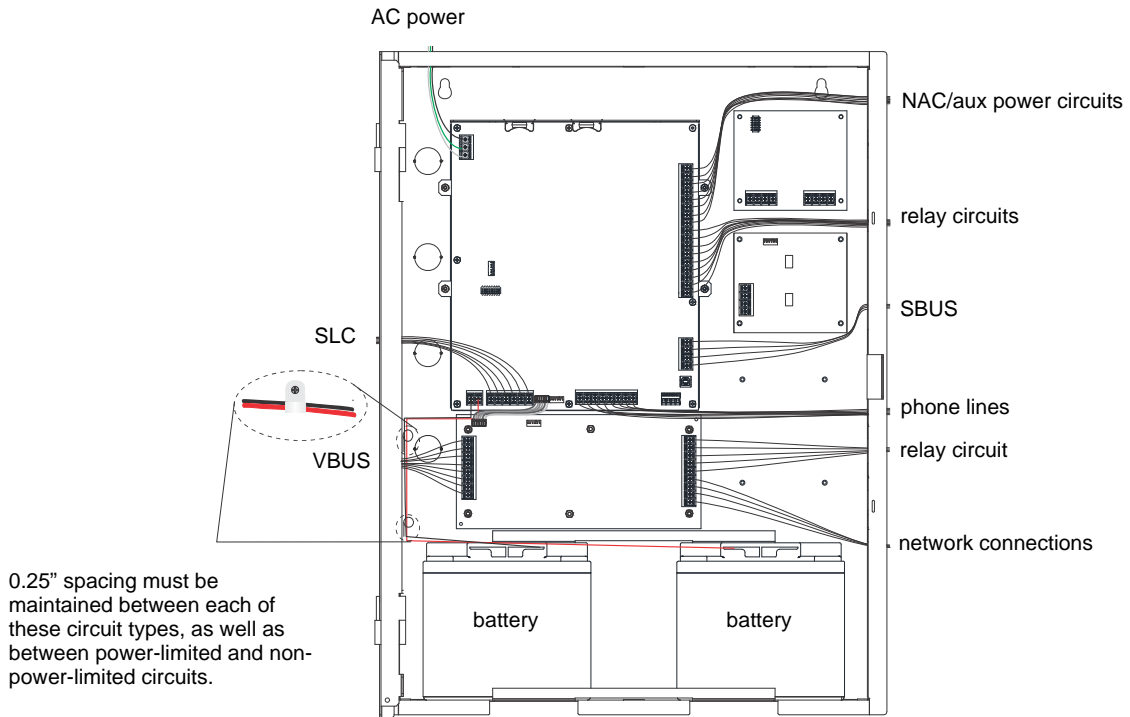 AC power
NAC/aux power circuits
relay circuits
SBUS
SLC
phone lines
relay circuit
VBUS
network connections
0.25” spacing must be
maintained between each of
these circuit types, as well as
between power-limited and non-
power-limited circuits.
battery
battery